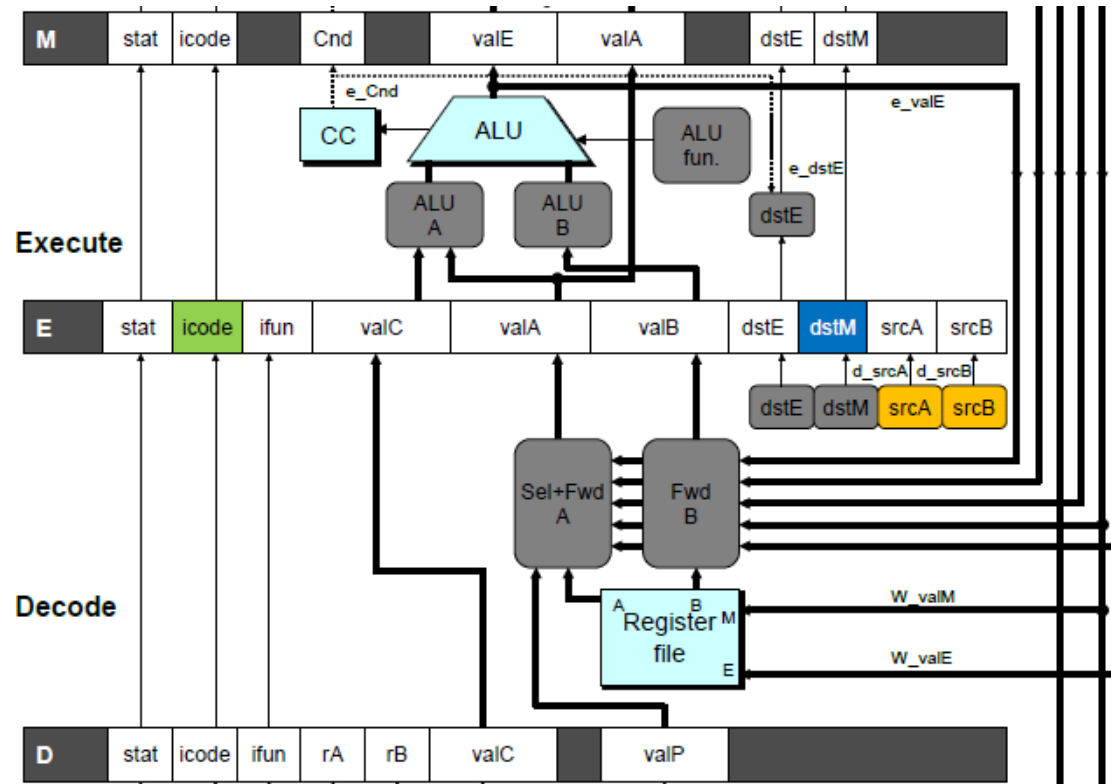 M stat icode Cnd valE valA dstE dstM
e_Cnd
e_valE
CC
ALU
ALU
fun.
e_dstE
ALU
A
ALU
B
dstE
Execute
E stat icode ifun valC valA valB dstE dstM srcA srcB
d_srcA d_srcB
dstE dstM srcA srcB
Sel+Fwd
A
Fwd
B
Decode
W_valM
A B
Register M
file
E
W_valE
D stat icode ifun rA rB valC valP